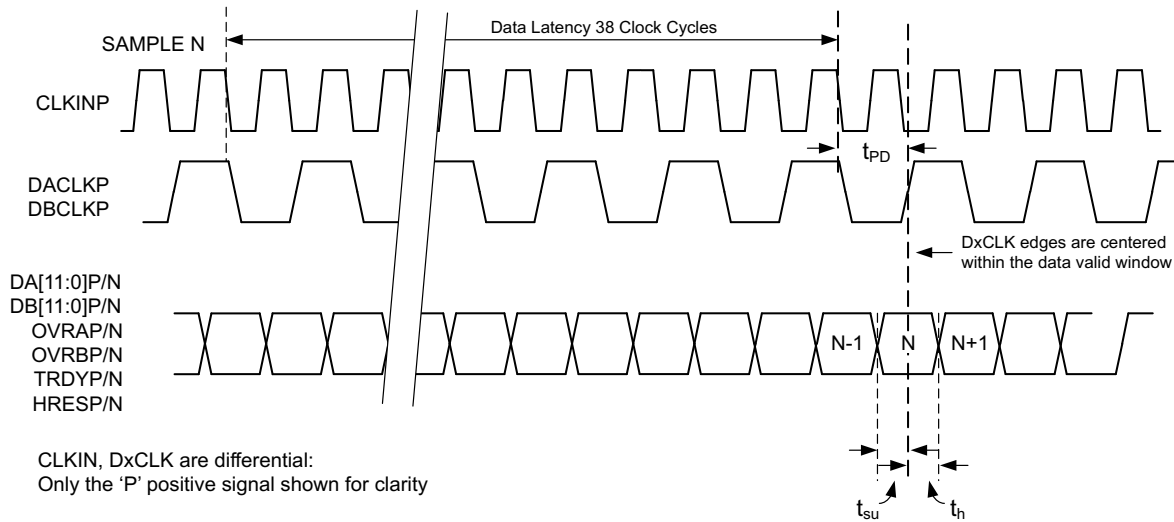 Data Latency 38 Clock Cycles
SAMPLE N
CLKINP
tPD
DACLKP
DBCLKP
DxCLK edges are centered
within the data valid window
DA[11:0]P/N
DB[11:0]P/N
OVRAP/N
OVRBP/N
TRDYP/N
HRESP/N
N-1 N N+1
CLKIN, DxCLK are differential:
Only the ‘P’ positive signal shown for clarity
tsu th